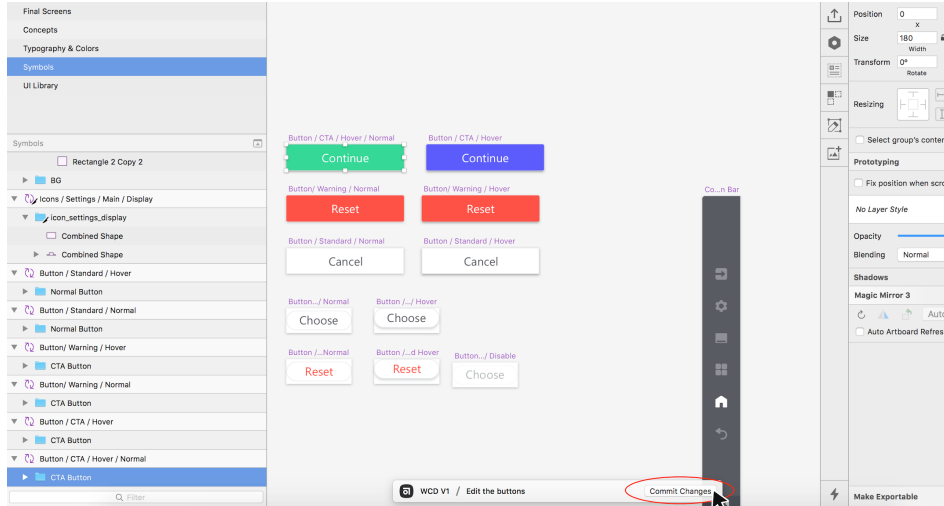 Final Screens
Concepts
Typography & Colors
Symbols
UI Library
Symbols
Rectangle 2 Copy 2
BG
Icons / Settings / Main / Display
icon_settings_display
Combined Shape
Combined Shape
Button / Standard / Hover
Normal Button
Button / Standard / Normal
Normal Button
Button/ Warning / Hover
CTA Button
Button/ Warning / Normal
CTA Button
Button / CTA / Hover
CTA Button
Button / CTA / Hover / Normal
CTA Button
Filter
Button / CTA / Hover / Normal
Button / CTA / Hover
Continue
Continue
Button/ Warning / Normal
Button/ Warning / Hover
Reset
Reset
Button / Standard / Normal
Button / Standard / Hover
Cancel
Cancel
Button.../ Normal
Button /.../ Hover
Choose
Choose
Button /...Normal
Button /...d Hover
Button.../ Disable
Reset
Reset
Choose
Co...n Bar
WCD V1 / Edit the buttons
Commit Changes
Position 0
X
Size 180
Width
Transform 0°
Rotate
Resizing
Select group's conter
Prototyping
Fix position when scro
No Layer Style
Opacity
Blending Normal
Shadows
Magic Mirror 3
Auto
Auto Artboard Refres
Make Exportable